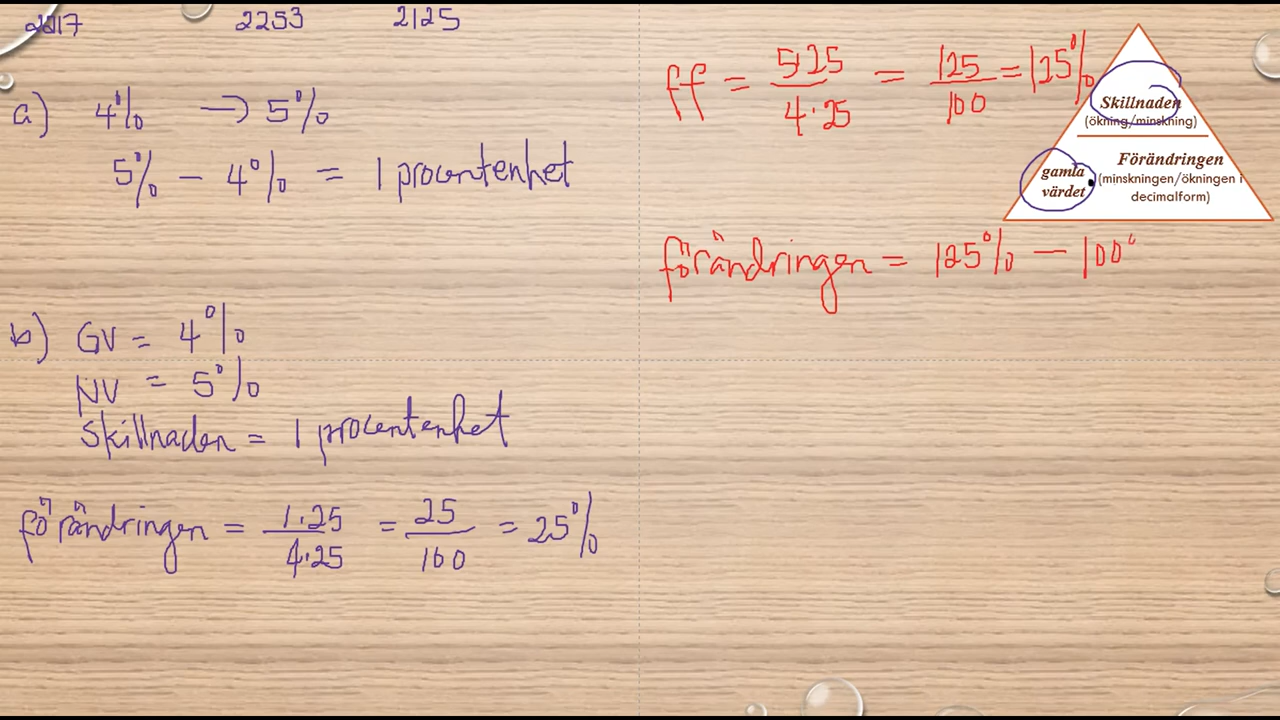 2217 2253 2125
a) 4% → 5%
5% – 4% = 1 procentenhet
b) GV = 4%
NV = 5%
Skillnaden = 1 procentenhet
förändringen = 1·25/4·25 = 25/100 = 25%
ff = 5·25/4·25 = 125/100 = 125%
Skillnaden
(ökning/minskning)
gamla
värdet
Förändringen
(minskningen/ökningen i
decimalform)
förändringen = 125% – 100°